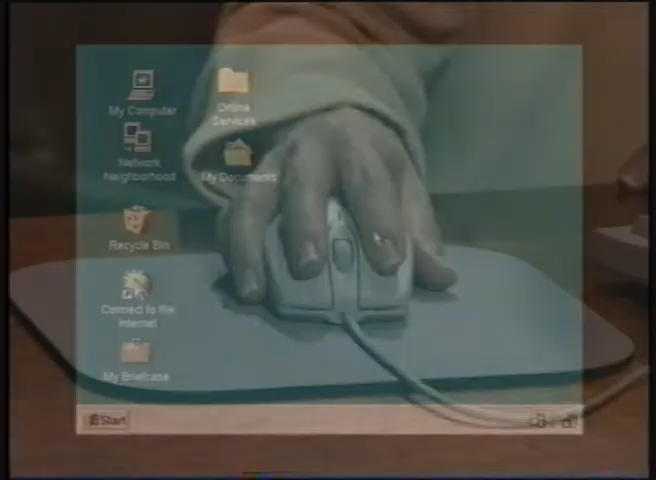 My Computer
Online
Services
Network
Neighborhood
My Documents
Recycle Bin
Connect to the
Internet
My Briefcase
Start